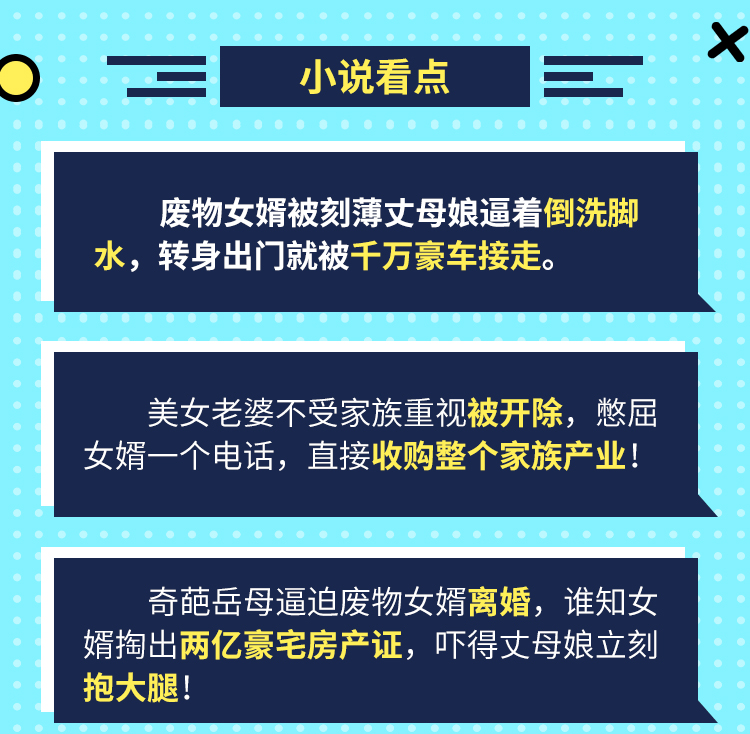 小说看点
废物女婿被刻薄丈母娘逼着倒洗脚
水，转身出门就被千万豪车接走。
美女老婆不受家族重视被开除，憋屈
女婿一个电话，直接收购整个家族产业！
奇葩岳母逼迫废物女婿离婚，谁知女
婿掏出两亿豪宅房产证，吓得丈母娘立刻
抱大腿！